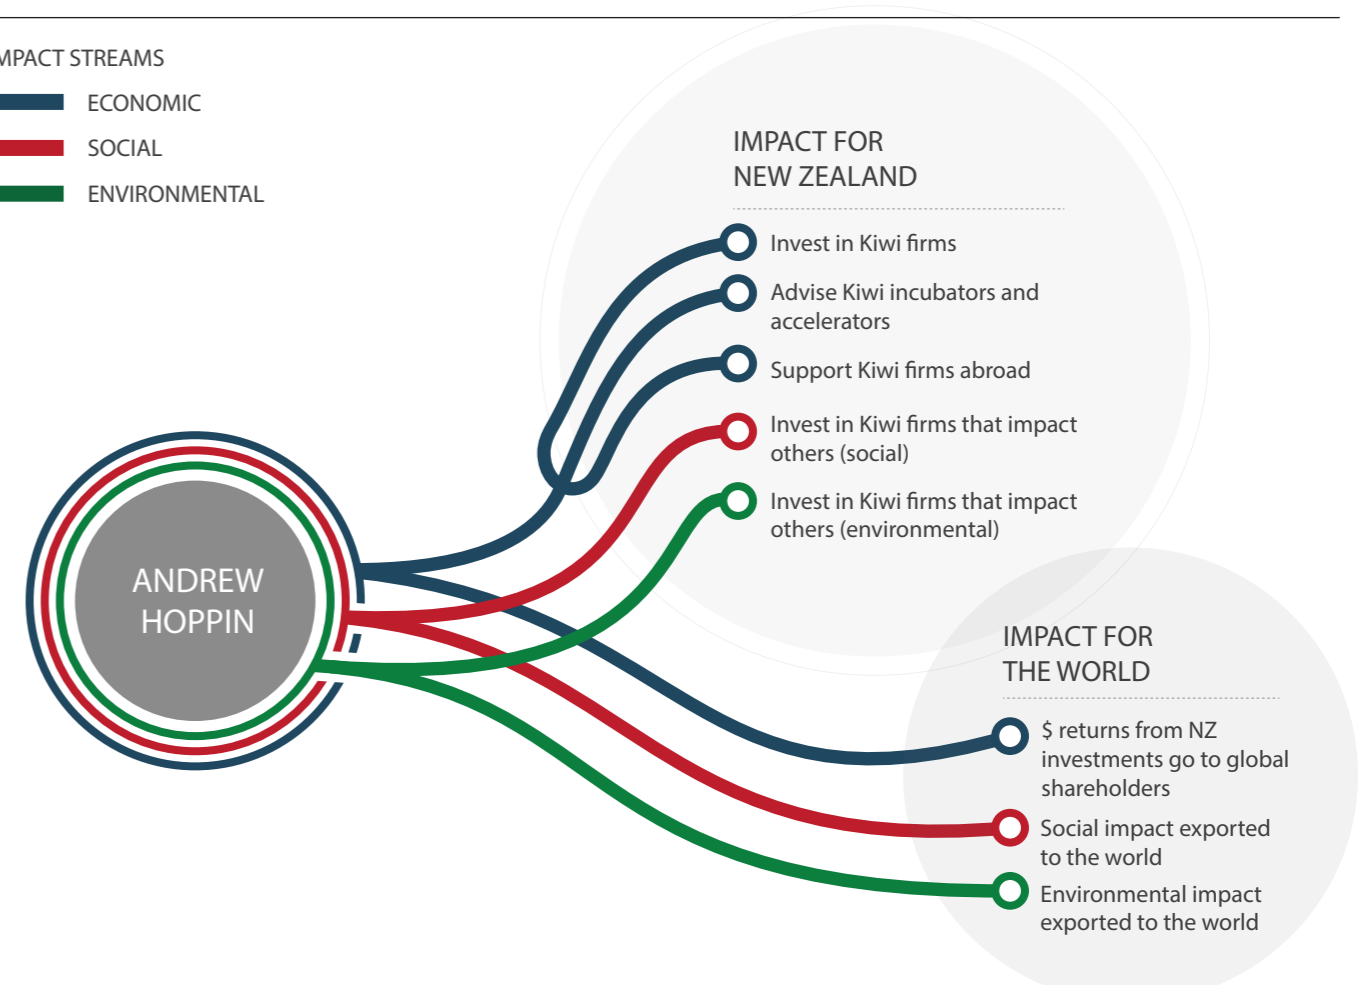 MPACT STREAMS
ECONOMIC
SOCIAL
ENVIRONMENTAL
IMPACT FOR
NEW ZEALAND
Invest in Kiwi firms
Advise Kiwi incubators and
accelerators
Support Kiwi firms abroad
Invest in Kiwi firms that impact
others (social)
Invest in Kiwi firms that impact
others (environmental)
ANDREW
HOPPIN
IMPACT FOR
THE WORLD
$ returns from NZ
investments go to global
shareholders
Social impact exported
to the world
Environmental impact
exported to the world